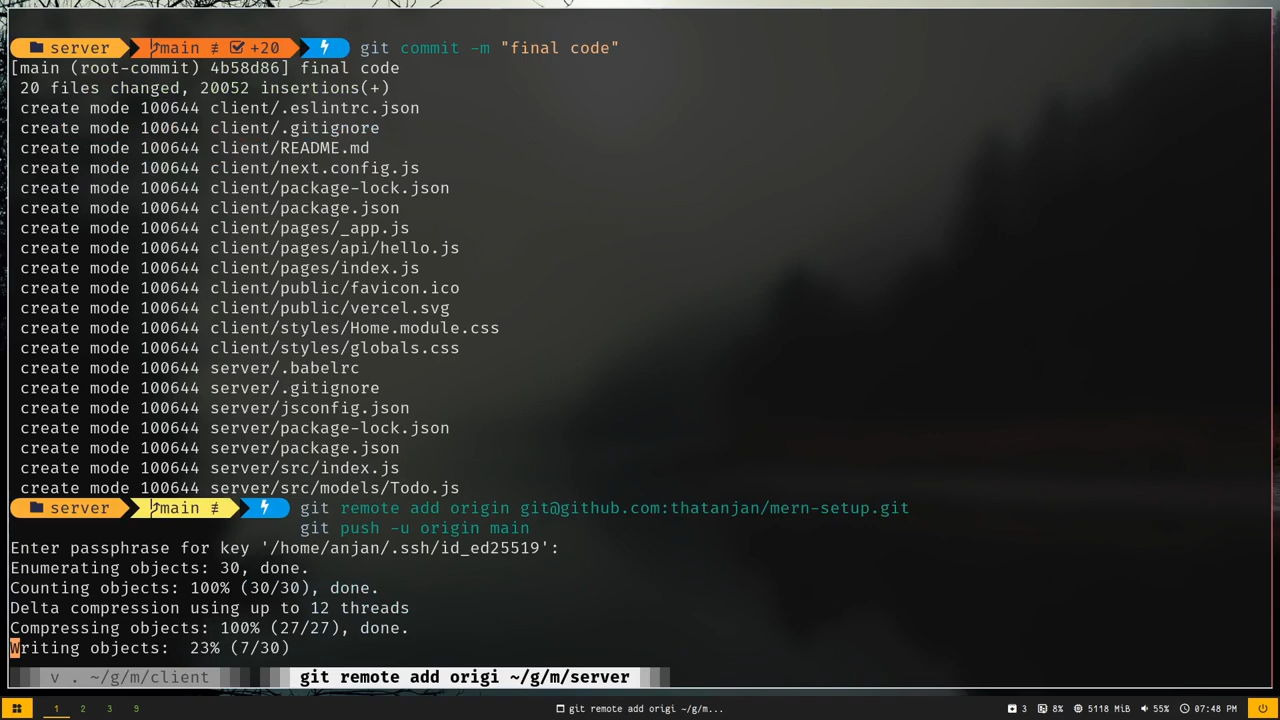 server main ≢ +20 git commit -m "final code"
[main (root-commit) 4b58d86] final code
20 files changed, 20052 insertions(+)
create mode 100644 client/.eslintrc.json
create mode 100644 client/.gitignore
create mode 100644 client/README.md
create mode 100644 client/next.config.js
create mode 100644 client/package-lock.json
create mode 100644 client/package.json
create mode 100644 client/pages/_app.js
create mode 100644 client/pages/api/hello.js
create mode 100644 client/pages/index.js
create mode 100644 client/public/favicon.ico
create mode 100644 client/public/vercel.svg
create mode 100644 client/styles/Home.module.css
create mode 100644 client/styles/globals.css
create mode 100644 server/.babelrc
create mode 100644 server/.gitignore
create mode 100644 server/jsconfig.json
create mode 100644 server/package-lock.json
create mode 100644 server/package.json
create mode 100644 server/src/index.js
create mode 100644 server/src/models/Todo.js
server main ≢ git remote add origin git@github.com:thatanjan/mern-setup.git
git push -u origin main
Enter passphrase for key '/home/anjan/.ssh/id_ed25519':
Enumerating objects: 30, done.
Counting objects: 100% (30/30), done.
Delta compression using up to 12 threads
Compressing objects: 100% (27/27), done.
Writing objects: 23% (7/30)
v . ~/g/m/client git remote add origi ~/g/m/server
1 2 3 9 git remote add origi ~/g/m... 3 8% 5118 MiB 55% 07:48 PM